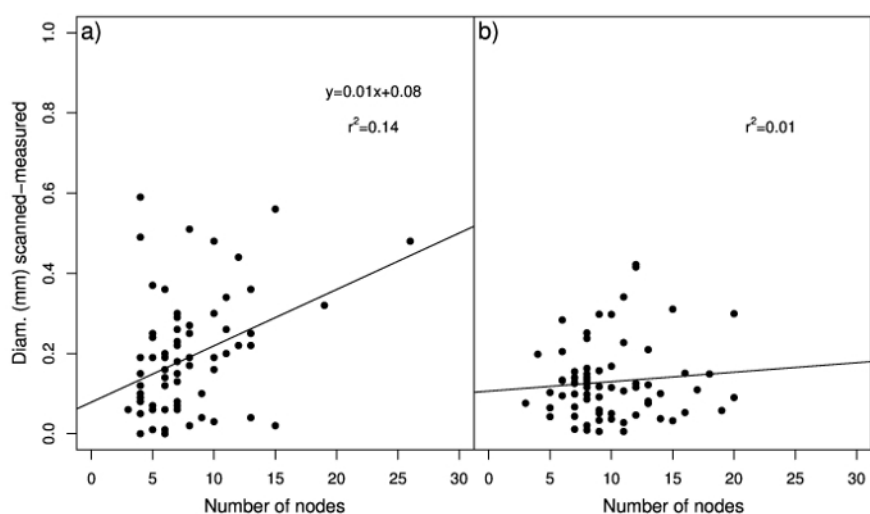 a)
y=0.01x+0.08
r²=0.14
b)
r²=0.01
Diam. (mm) scanned−measured
0.0
0.2
0.4
0.6
0.8
1.0
0 5 10 15 20 25 30
0 5 10 15 20 25 30
Number of nodes
Number of nodes